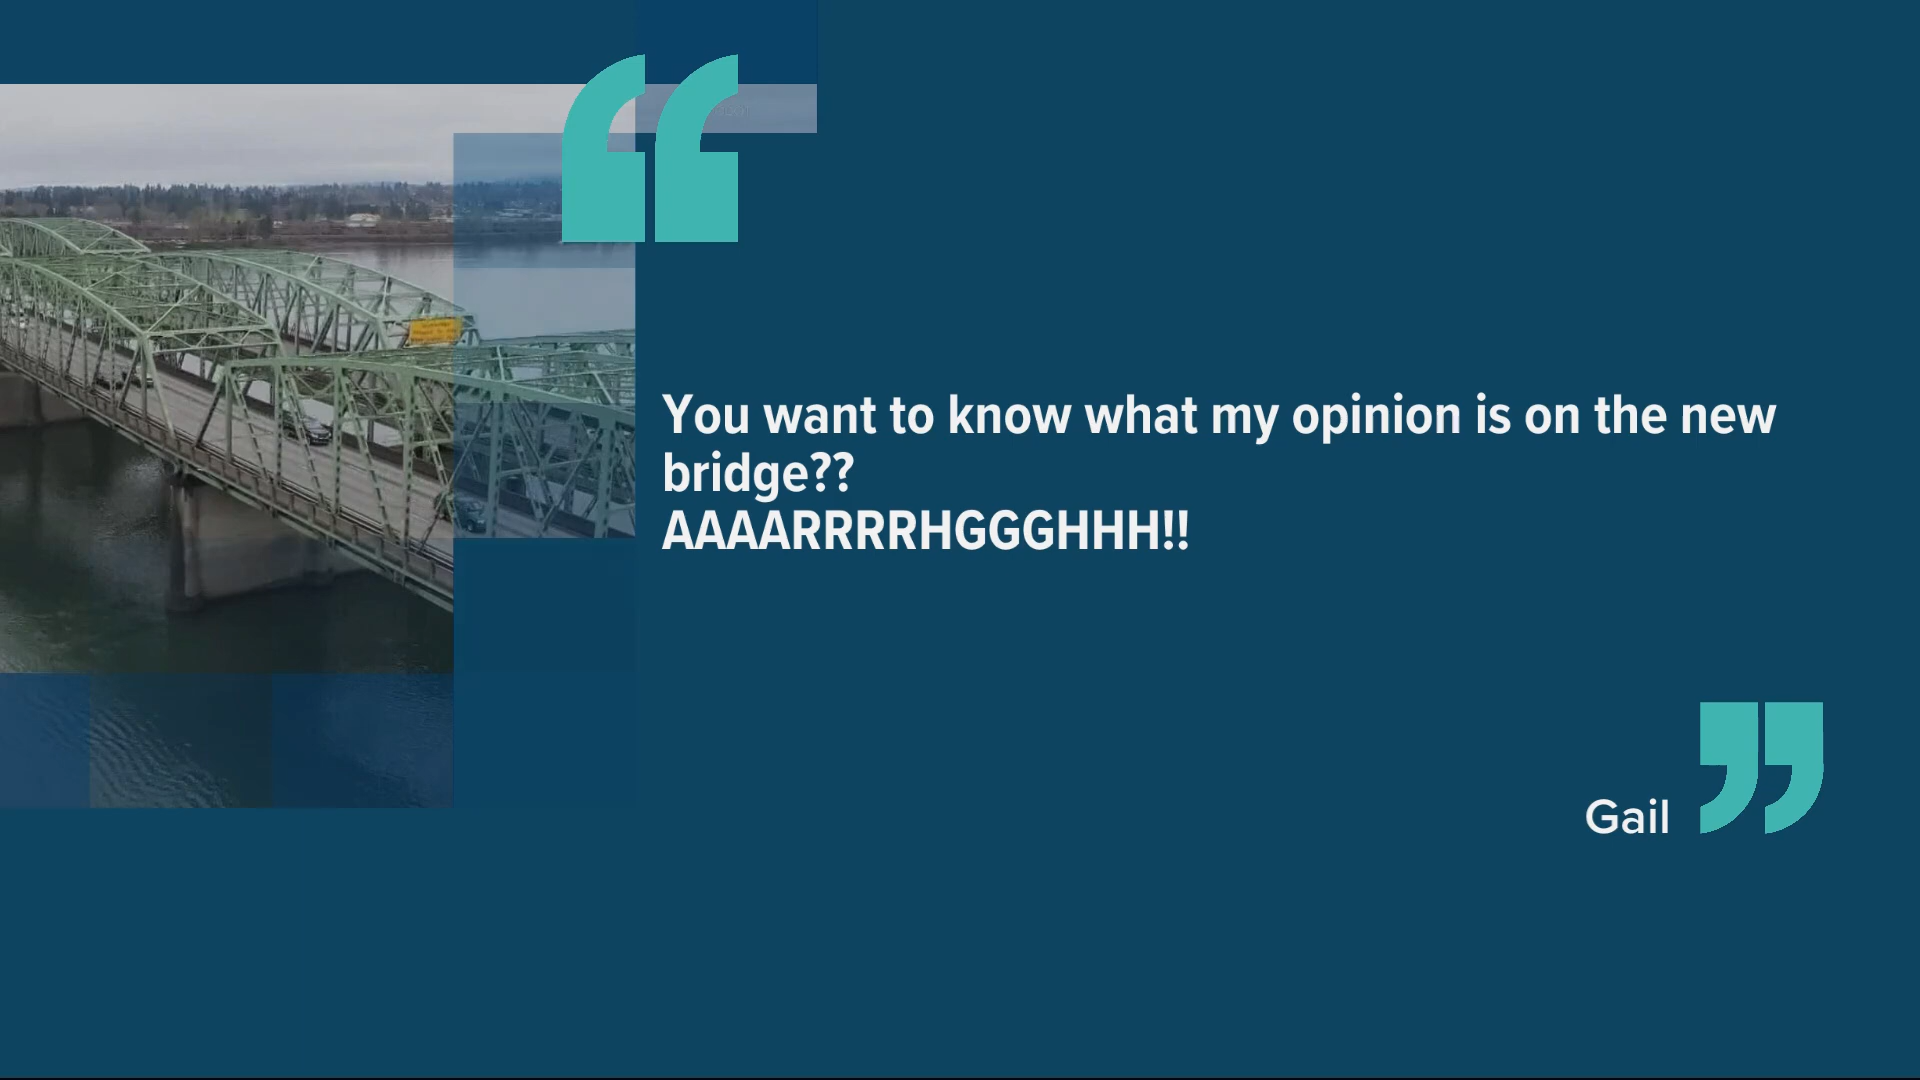 You want to know what my opinion is on the new
bridge??
AAAARRRRHGGGHHH!!
Gail